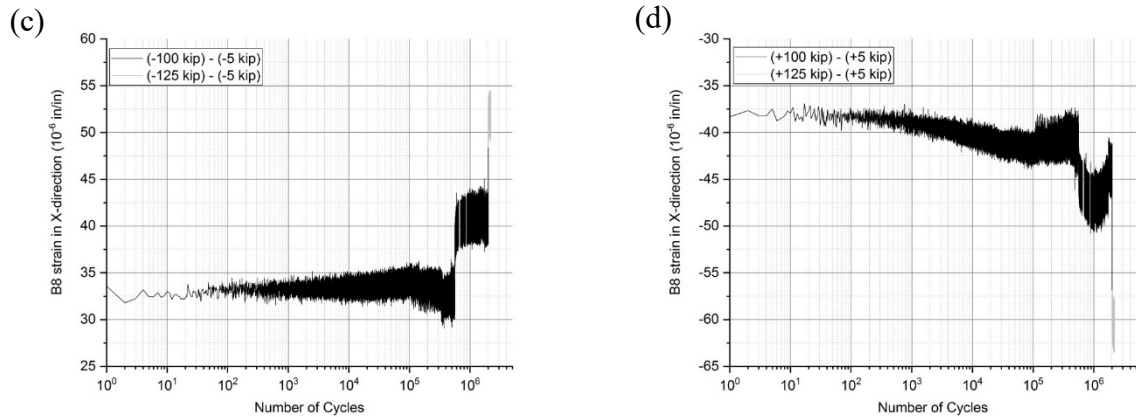 (c)
60
55
50
45
40
35
30
25
B8 strain in X-direction (10⁻⁶ in/in)
(-100 kip) - (-5 kip)
(-125 kip) - (-5 kip)
10⁰ 10¹ 10² 10³ 10⁴ 10⁵ 10⁶
Number of Cycles
(d)
-30
-35
-40
-45
-50
-55
-60
-65
B8 strain in X-direction (10⁻⁶ in/in)
(+100 kip) - (+5 kip)
(+125 kip) - (+5 kip)
10⁰ 10¹ 10² 10³ 10⁴ 10⁵ 10⁶
Number of Cycles